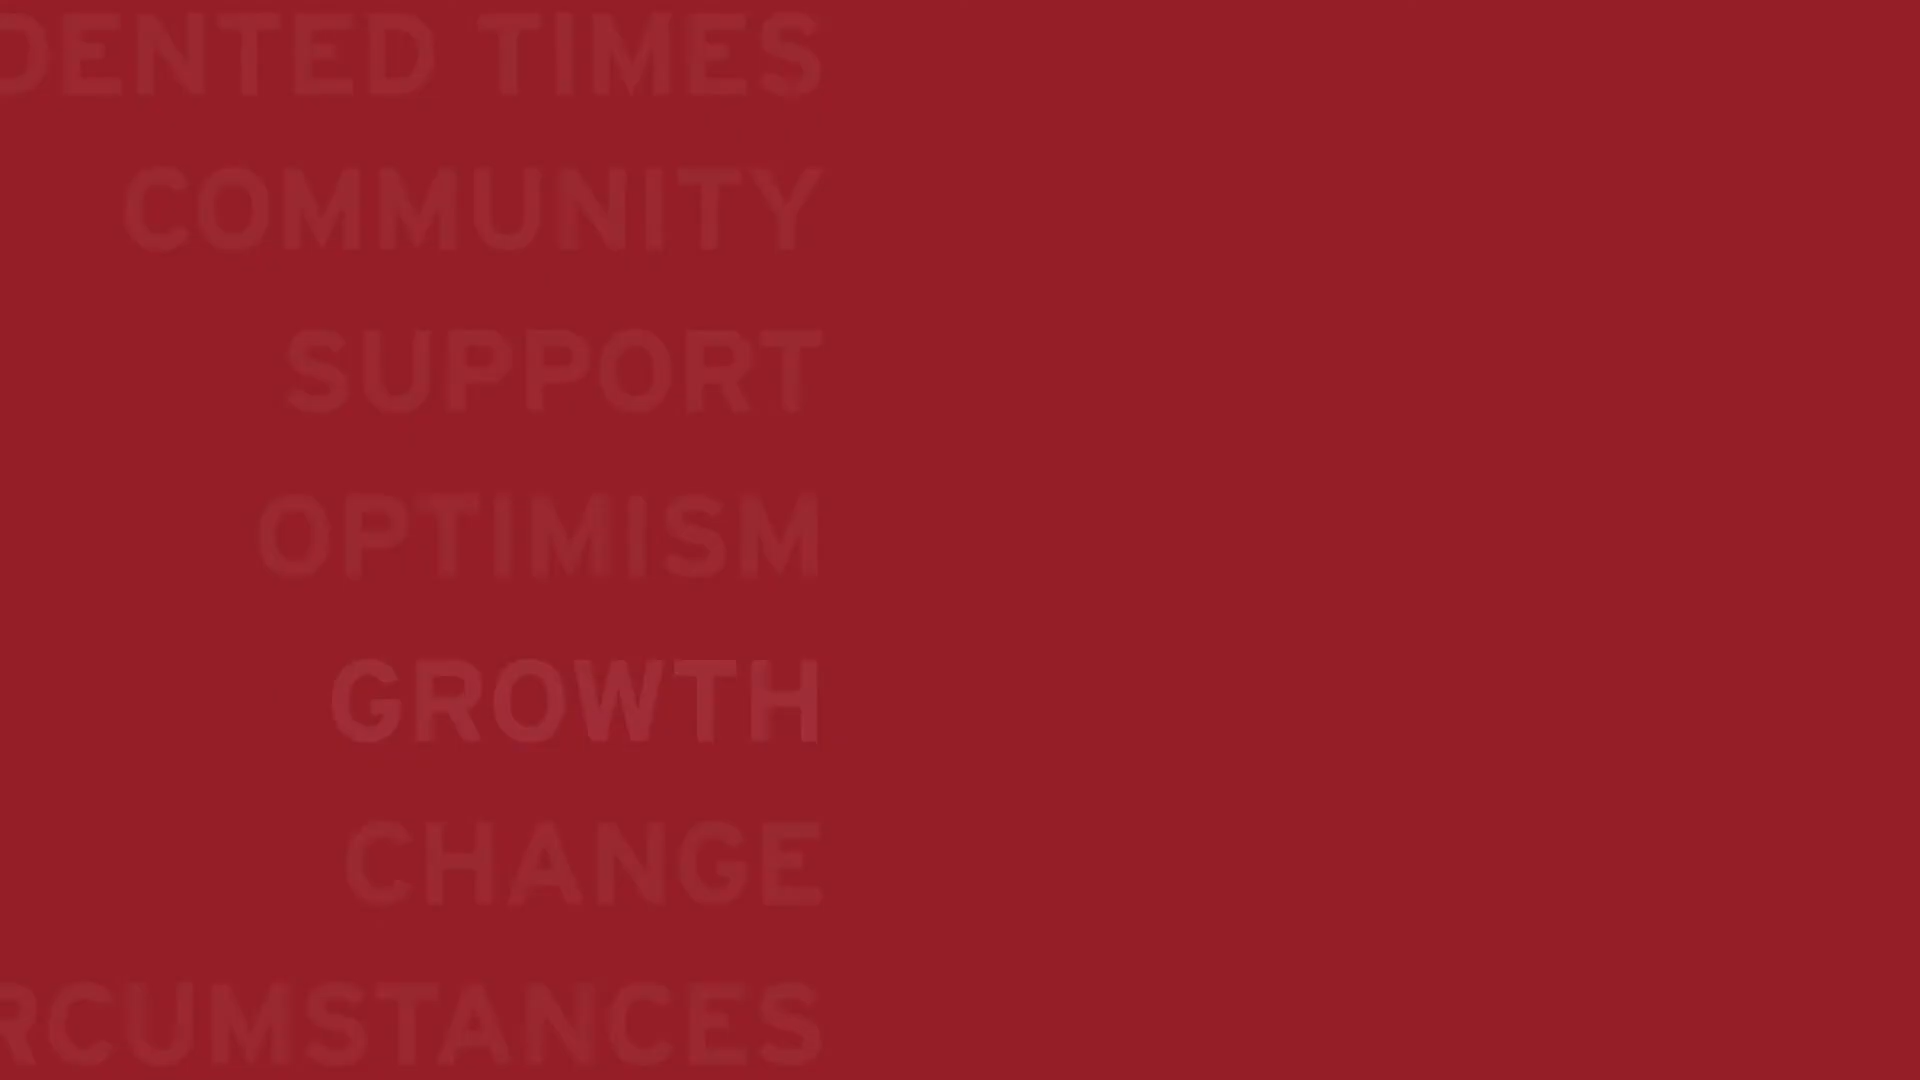 DENTED TIMES
COMMUNITY
SUPPORT
OPTIMISM
GROWTH
CHANGE
RCUMSTANCES